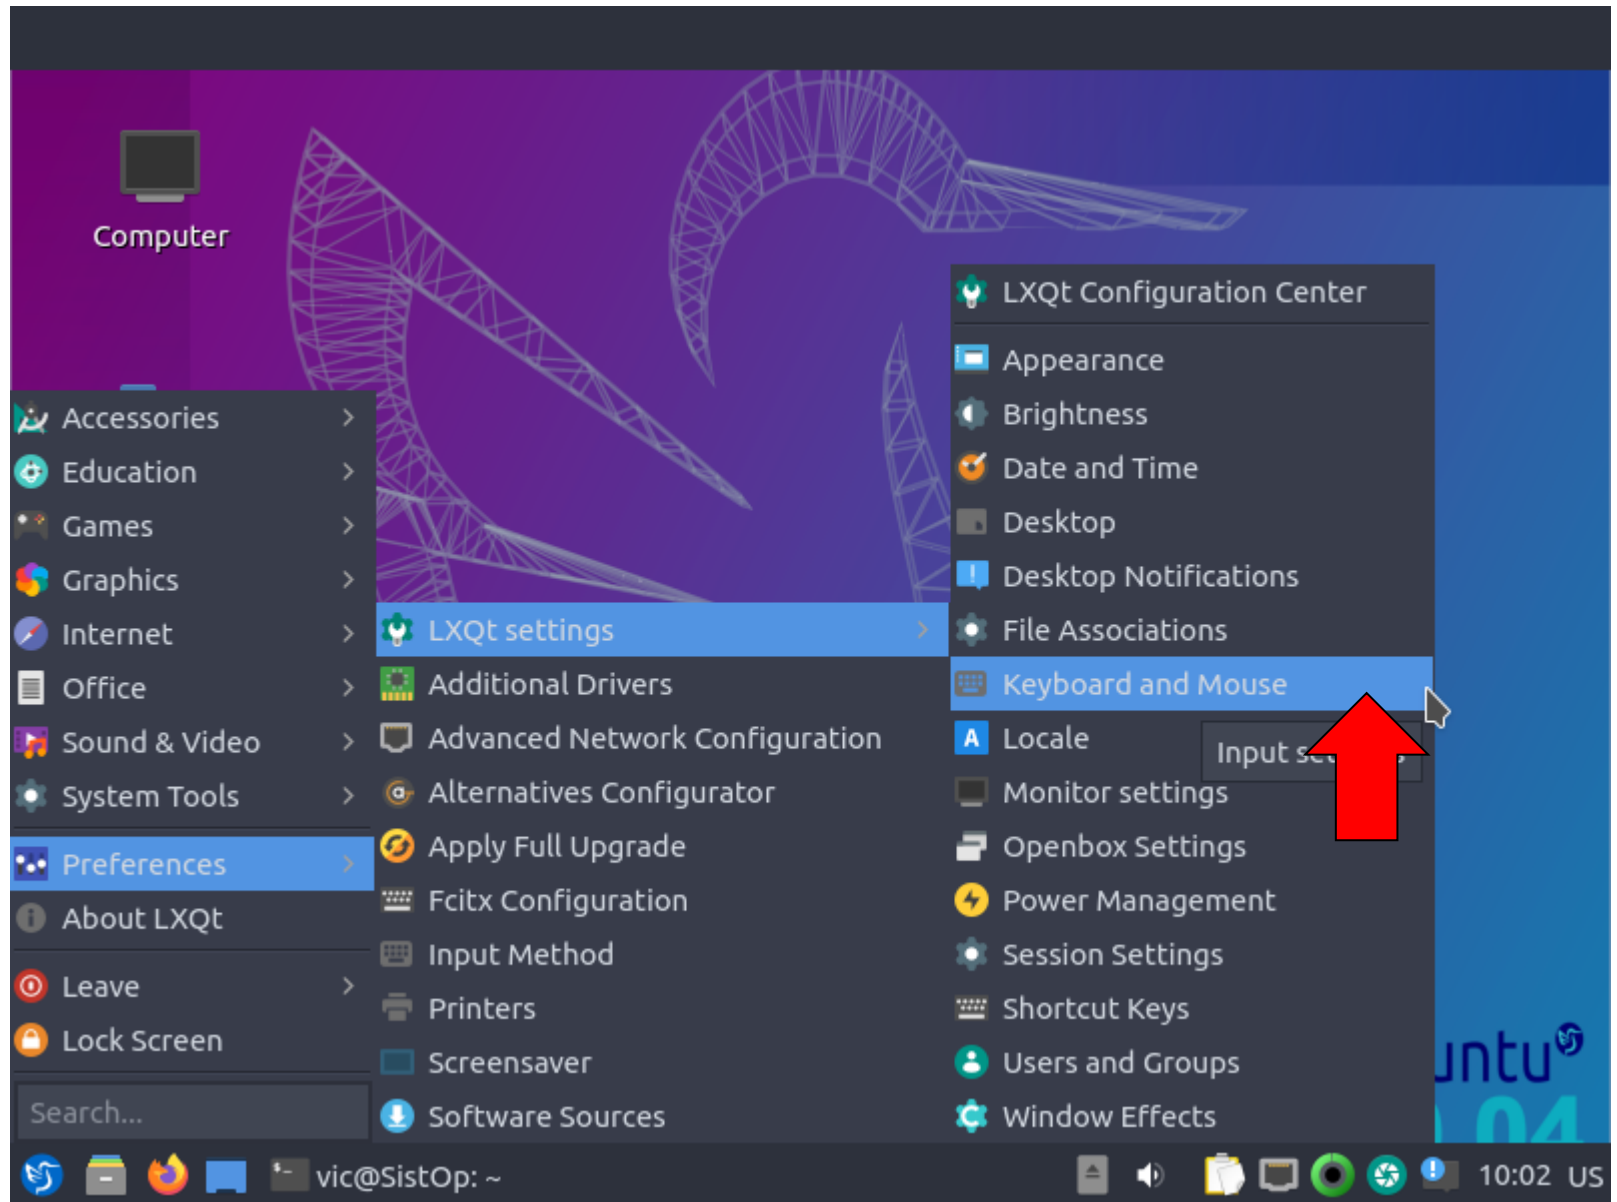 Computer
Accessories
Education
Games
Graphics
Internet
Office
Sound & Video
System Tools
Preferences
About LXQt
Leave
Lock Screen
Search...
LXQt settings
Additional Drivers
Advanced Network Configuration
Alternatives Configurator
Apply Full Upgrade
Fcitx Configuration
Input Method
Printers
Screensaver
Software Sources
LXQt Configuration Center
Appearance
Brightness
Date and Time
Desktop
Desktop Notifications
File Associations
Keyboard and Mouse
Locale
Input
Monitor settings
Openbox Settings
Power Management
Session Settings
Shortcut Keys
Users and Groups
Window Effects
untu
04
vic@SistOp: ~
10:02 US